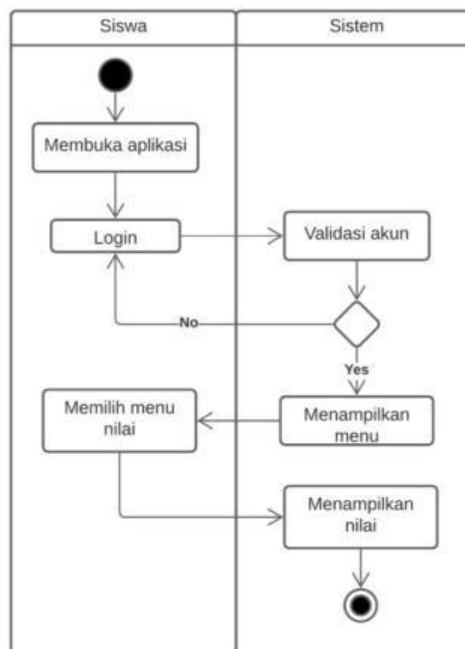 Siswa
Sistem
Membuka aplikasi
Login
Validasi akun
No
Yes
Memilih menu
nilai
Menampilkan
menu
Menampilkan
nilai